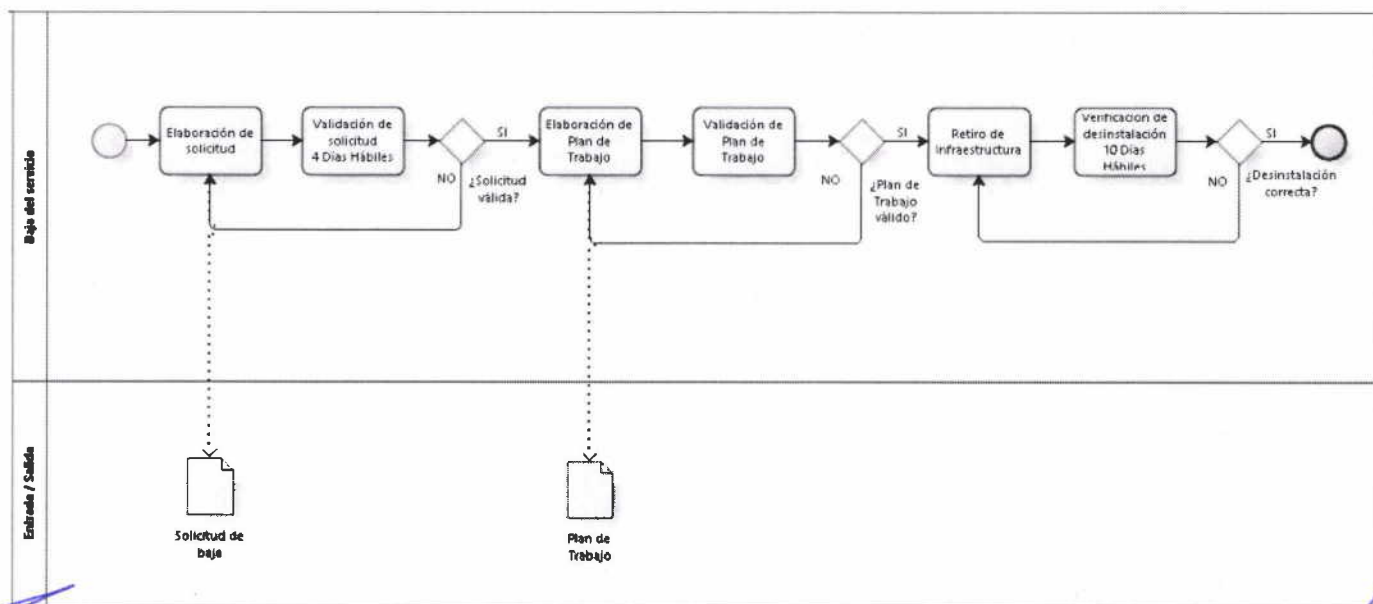 Baja del servicio
Elaboración de
solicitud
Validación de
solicitud
4 Días Hábiles
SI
NO
¿Solicitud
válida?
Elaboración de
Plan de
Trabajo
Validación de
Plan de
Trabajo
SI
NO
¿Plan de
Trabajo
válido?
Retiro de
Infraestructura
Verificación de
desinstalación
10 Días
Hábiles
SI
NO
¿Desinstalación
correcta?
Entrada / Salida
Solicitud de
baja
Plan de
Trabajo